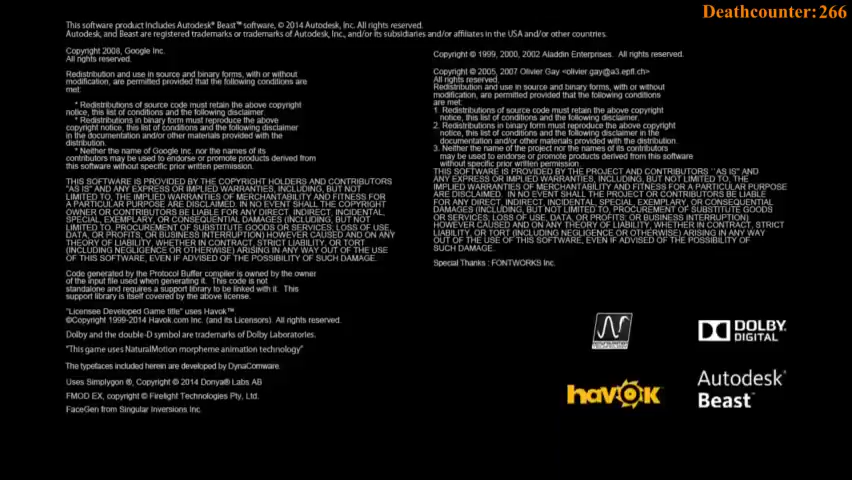 Deathcounter: 266
This software product includes Autodesk® Beast™ software, © 2014 Autodesk, Inc. All rights reserved.
Autodesk, and Beast are registered trademarks or trademarks of Autodesk, Inc., and/or its subsidiaries and/or affiliates in the USA and/or other countries.
Copyright 2008, Google Inc.
All rights reserved.
Redistribution and use in source and binary forms, with or without
modification, are permitted provided that the following conditions are
met:
* Redistributions of source code must retain the above copyright
notice, this list of conditions and the following disclaimer.
* Redistributions in binary form must reproduce the above
copyright notice, this list of conditions and the following disclaimer
in the documentation and/or other materials provided with the
distribution.
* Neither the name of Google Inc. nor the names of its
contributors may be used to endorse or promote products derived from
this software without specific prior written permission.
THIS SOFTWARE IS PROVIDED BY THE COPYRIGHT HOLDERS AND CONTRIBUTORS
"AS IS" AND ANY EXPRESS OR IMPLIED WARRANTIES, INCLUDING, BUT NOT
LIMITED TO, THE IMPLIED WARRANTIES OF MERCHANTABILITY AND FITNESS FOR
A PARTICULAR PURPOSE ARE DISCLAIMED. IN NO EVENT SHALL THE COPYRIGHT
OWNER OR CONTRIBUTORS BE LIABLE FOR ANY DIRECT, INDIRECT, INCIDENTAL,
SPECIAL, EXEMPLARY, OR CONSEQUENTIAL DAMAGES (INCLUDING, BUT NOT
LIMITED TO, PROCUREMENT OF SUBSTITUTE GOODS OR SERVICES; LOSS OF USE,
DATA, OR PROFITS; OR BUSINESS INTERRUPTION) HOWEVER CAUSED AND ON ANY
THEORY OF LIABILITY, WHETHER IN CONTRACT, STRICT LIABILITY, OR TORT
(INCLUDING NEGLIGENCE OR OTHERWISE) ARISING IN ANY WAY OUT OF THE USE
OF THIS SOFTWARE, EVEN IF ADVISED OF THE POSSIBILITY OF SUCH DAMAGE.
Code generated by the Protocol Buffer compiler is owned by the owner
of the input file used when generating it. This code is not
standalone and requires a support library to be linked with it. This
support library is itself covered by the above license.
"Licensee Developed Game title" uses Havok™
©Copyright 1999-2014 Havok.com Inc. (and its Licensors). All rights reserved.
Dolby and the double-D symbol are trademarks of Dolby Laboratories.
"This game uses NaturalMotion morpheme animation technology"
The typefaces included herein are developed by DynaComware.
Uses Simplygon ®, Copyright © 2014 Donya® Labs AB
FMOD EX, copyright © Firelight Technologies Pty, Ltd.
FaceGen from Singular Inversions Inc.
Copyright © 1999, 2000, 2002 Aladdin Enterprises. All rights reserved.
Copyright © 2005, 2007 Olivier Gay <olivier.gay@a3.epfl.ch>
All rights reserved.
Redistribution and use in source and binary forms, with or without
modification, are permitted provided that the following conditions
are met:
1. Redistributions of source code must retain the above copyright
notice, this list of conditions and the following disclaimer.
2. Redistributions in binary form must reproduce the above copyright
notice, this list of conditions and the following disclaimer in the
documentation and/or other materials provided with the distribution.
3. Neither the name of the project nor the names of its contributors
may be used to endorse or promote products derived from this software
without specific prior written permission.
THIS SOFTWARE IS PROVIDED BY THE PROJECT AND CONTRIBUTORS ``AS IS'' AND
ANY EXPRESS OR IMPLIED WARRANTIES, INCLUDING, BUT NOT LIMITED TO, THE
IMPLIED WARRANTIES OF MERCHANTABILITY AND FITNESS FOR A PARTICULAR PURPOSE
ARE DISCLAIMED. IN NO EVENT SHALL THE PROJECT OR CONTRIBUTORS BE LIABLE
FOR ANY DIRECT, INDIRECT, INCIDENTAL, SPECIAL, EXEMPLARY, OR CONSEQUENTIAL
DAMAGES (INCLUDING, BUT NOT LIMITED TO, PROCUREMENT OF SUBSTITUTE GOODS
OR SERVICES; LOSS OF USE, DATA, OR PROFITS; OR BUSINESS INTERRUPTION)
HOWEVER CAUSED AND ON ANY THEORY OF LIABILITY, WHETHER IN CONTRACT, STRICT
LIABILITY, OR TORT (INCLUDING NEGLIGENCE OR OTHERWISE) ARISING IN ANY WAY
OUT OF THE USE OF THIS SOFTWARE, EVEN IF ADVISED OF THE POSSIBILITY OF
SUCH DAMAGE.
Special Thanks : FONTWORKS Inc.
DOLBY
DIGITAL
havok
Autodesk®
Beast™